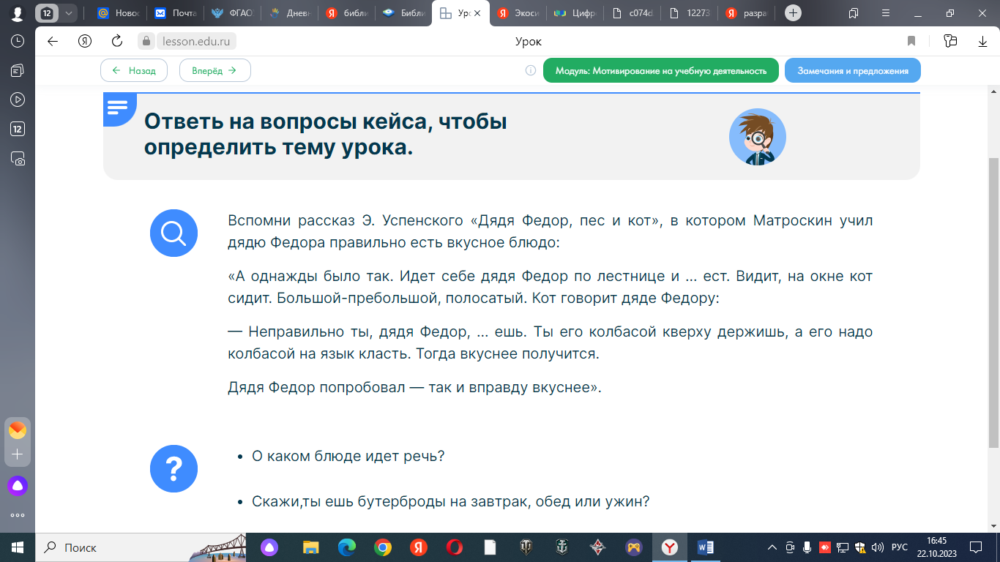 12
Новос
Почта
ФГАО
Дневн
библи
Библи
Уро
Экоси
Цифр
c074d
12273
разра
lesson.edu.ru
Урок
Назад
Вперёд
Модуль: Мотивирование на учебную деятельность
Замечания и предложения
12
Ответь на вопросы кейса, чтобы
определить тему урока.
Вспомни рассказ Э. Успенского «Дядя Федор, пес и кот», в котором Матроскин учил
дядю Федора правильно есть вкусное блюдо:
«А однажды было так. Идет себе дядя Федор по лестнице и ... ест. Видит, на окне кот
сидит. Большой-пребольшой, полосатый. Кот говорит дяде Федору:
— Неправильно ты, дядя Федор, ... ешь. Ты его колбасой кверху держишь, а его надо
колбасой на язык класть. Тогда вкуснее получится.
Дядя Федор попробовал — так и вправду вкуснее».
?
• О каком блюде идет речь?
• Скажи,ты ешь бутерброды на завтрак, обед или ужин?
Поиск
РУС
16:45
22.10.2023